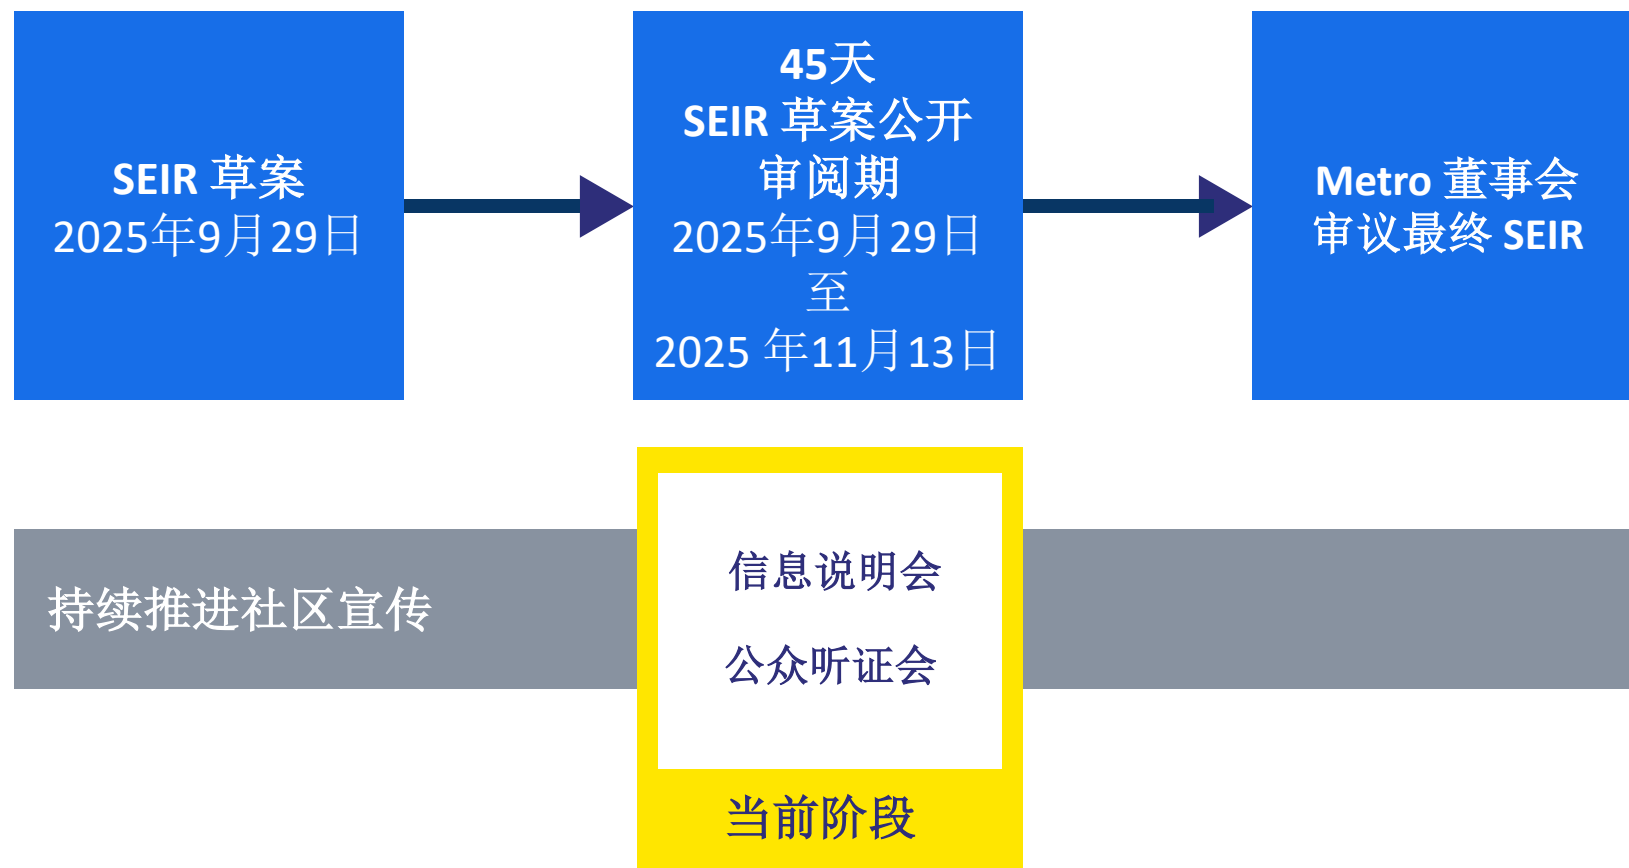 SEIR 草案
2025年9月29日
45天
SEIR 草案公开
审阅期
2025年9月29日
至
2025 年11月13日
Metro 董事会
审议最终 SEIR
持续推进社区宣传
信息说明会
公众听证会
当前阶段